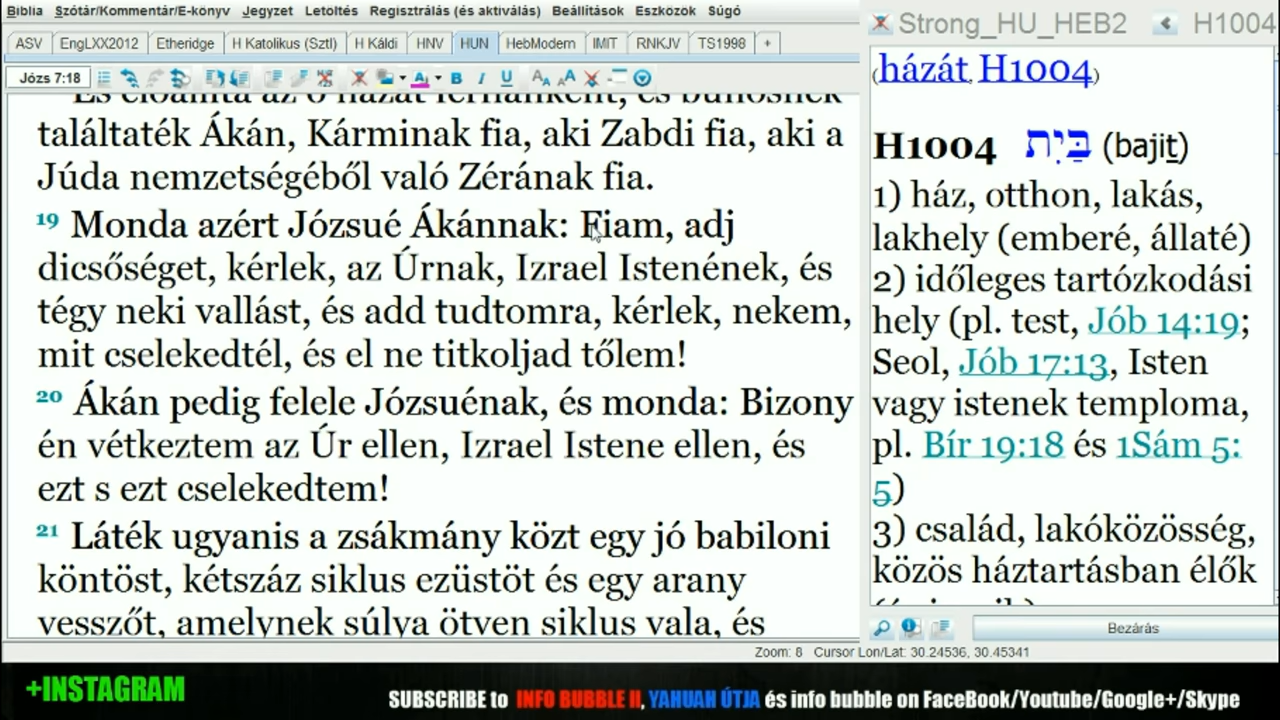 Biblia Szótár/Kommentár/E-könyv Jegyzet Letöltés Regisztrálás (és aktiválás) Beállítások Eszközök Súgó
ASV EngLXX2012 Etheridge H Katolikus (Sztl) H Káldi HNV HUN HebModern IMIT RNKJV TS1998 +
Józs 7:18
És előállítá az ő házát férfianként, és bűnösnek
találtaték Ákán, Kárminak fia, aki Zabdi fia, aki a
Júda nemzetségéből való Zérának fia.
19 Monda azért Józsué Ákánnak: Fiam, adj
dicsőséget, kérlek, az Úrnak, Izrael Istenének, és
tégy neki vallást, és add tudtomra, kérlek, nekem,
mit cselekedtél, és el ne titkoljad tőlem!
20 Ákán pedig felele Józsuénak, és monda: Bizony
én vétkeztem az Úr ellen, Izrael Istene ellen, és
ezt s ezt cselekedtem!
21 Láték ugyanis a zsákmány közt egy jó babiloni
köntöst, kétszáz siklus ezüstöt és egy arany
vesszőt, amelynek súlya ötven siklus vala, és
Strong_HU_HEB2 H1004
(házát H1004)
H1004 בַּיִת (bajit)
1) ház, otthon, lakás,
lakhely (emberé, állaté)
2) időleges tartózkodási
hely (pl. test, Jób 14:19;
Seol, Jób 17:13, Isten
vagy istenek temploma,
pl. Bír 19:18 és 1Sám 5:
5)
3) család, lakóközösség,
közös háztartásban élők
Bezárás
Zoom: 8 Cursor Lon/Lat: 30.24536, 30.45341
+INSTAGRAM
SUBSCRIBE to INFO BUBBLE II, YAHUAH ÚTJA és info bubble on FaceBook/Youtube/Google+/Skype